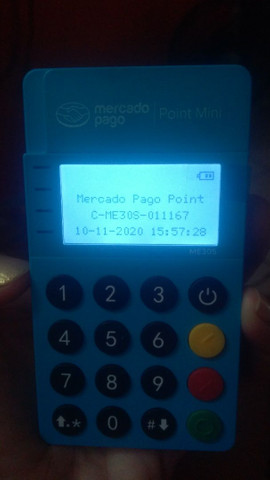 mercado
pago
Point Mini
Mercado Pago Point
C-ME30S-011167
10-11-2020 15:57:28
ME30S
1 2 3
4 5 6
7 8 9
.* 0 #